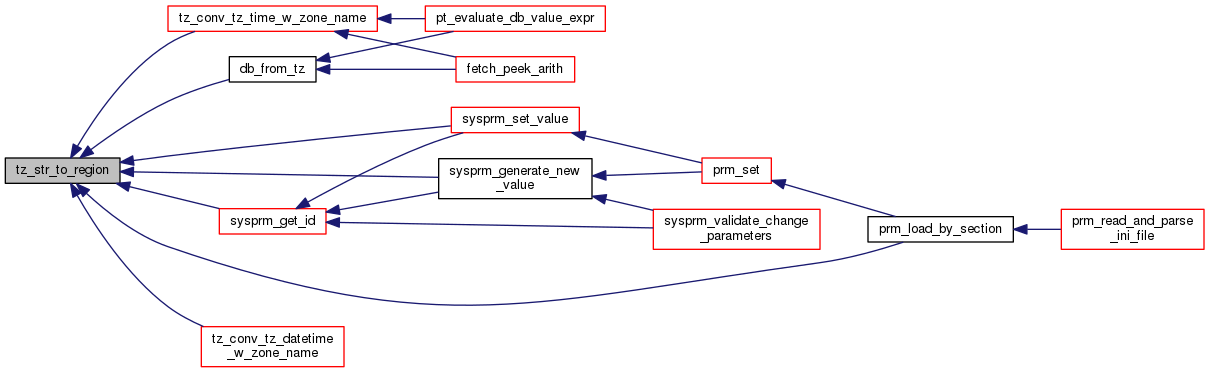 tz_conv_tz_time_w_zone_name
pt_evaluate_db_value_expr
db_from_tz
fetch_peek_arith
sysprm_set_value
tz_str_to_region
sysprm_generate_new
_value
prm_set
sysprm_get_id
sysprm_validate_change
_parameters
prm_load_by_section
prm_read_and_parse
_ini_file
tz_conv_tz_datetime
_w_zone_name